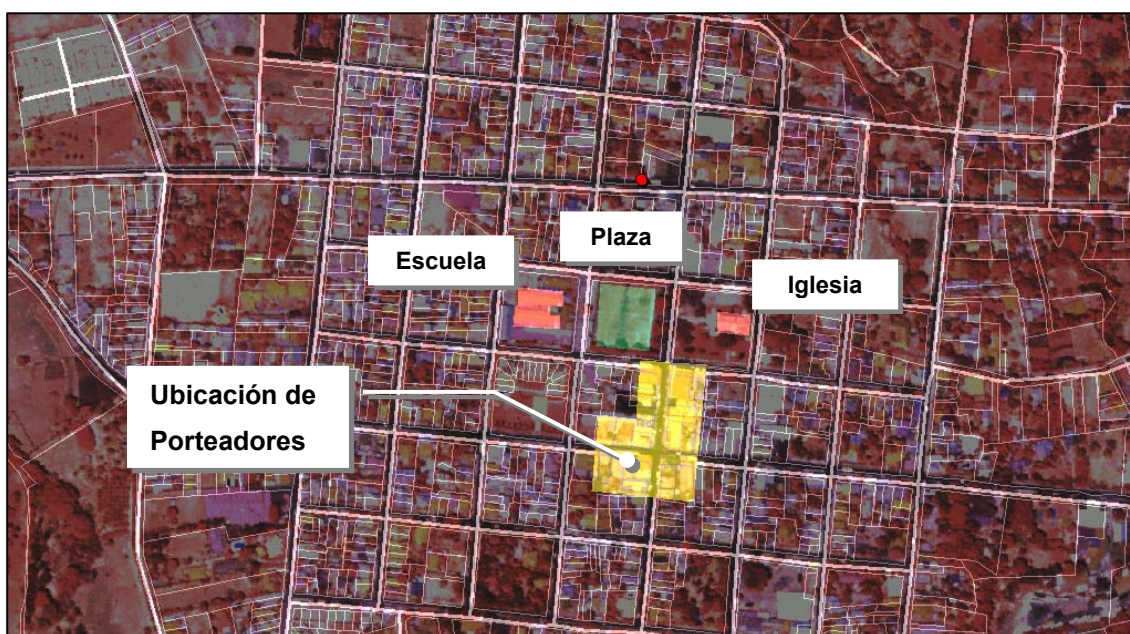 Plaza
Escuela
Iglesia
Ubicación de
Porteadores